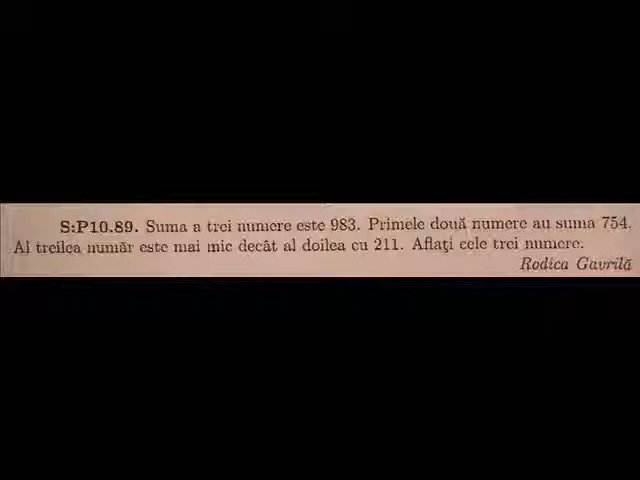 S:P10.89. Suma a trei numere este 983. Primele două numere au suma 754.
Al treilea număr este mai mic decât al doilea cu 211. Aflaţi cele trei numere.
Rodica Gavrilă